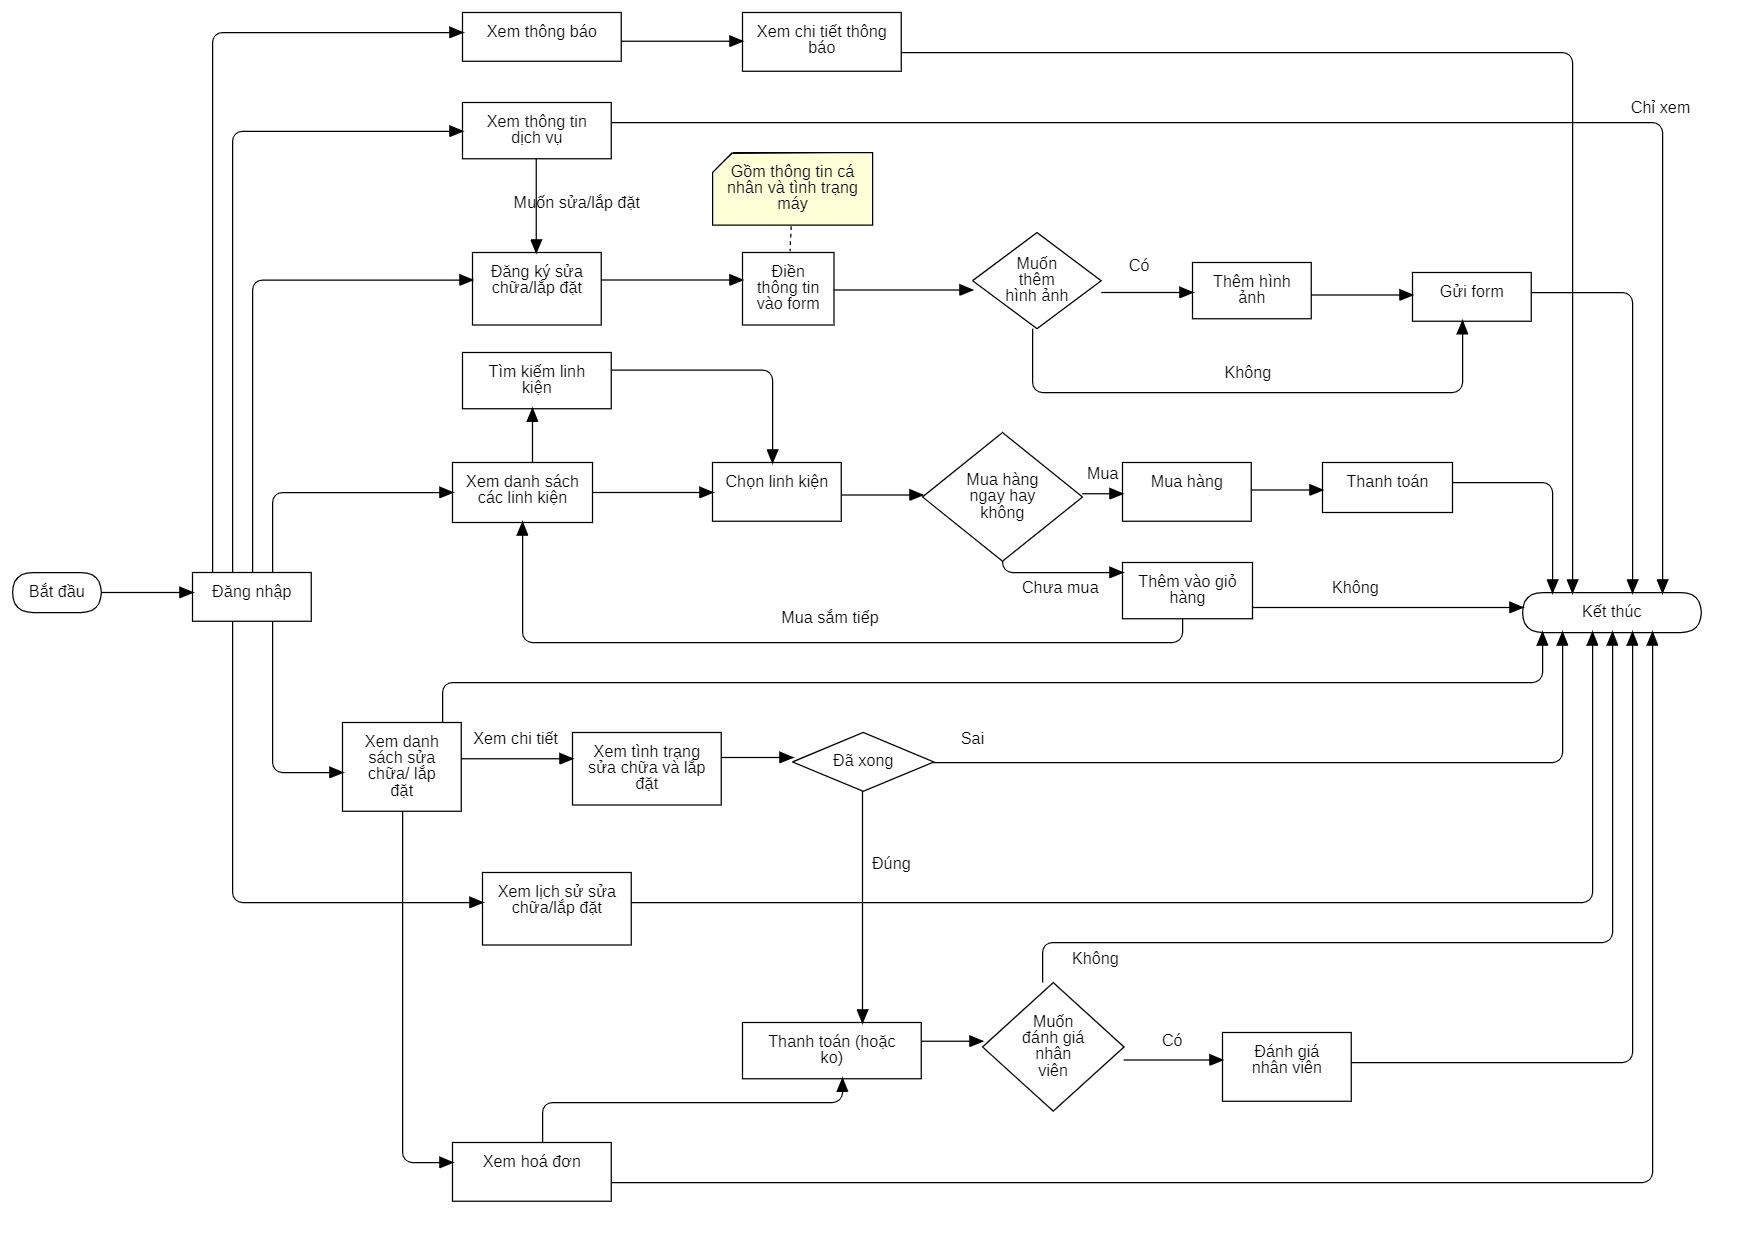 Xem thông báo
Xem chi tiết thông
báo
Chỉ xem
Xem thông tin
dịch vụ
Gồm thông tin cá
nhân và tình trạng
máy
Muốn sửa/lắp đặt
Đăng ký sửa
chữa/lắp đặt
Điền
thông tin
vào form
Muốn
thêm
hình ảnh
Có
Thêm hình
ảnh
Gửi form
Không
Tìm kiếm linh
kiện
Xem danh sách
các linh kiện
Chọn linh kiện
Mua hàng
ngay hay
không
Mua
Mua hàng
Thanh toán
Chưa mua
Thêm vào giỏ
hàng
Không
Mua sắm tiếp
Bắt đầu
Đăng nhập
Kết thúc
Xem danh
sách sửa
chữa/ lắp
đặt
Xem chi tiết
Xem tình trạng
sửa chữa và lắp
đặt
Đã xong
Sai
Đúng
Xem lịch sử sửa
chữa/lắp đặt
Không
Thanh toán (hoặc
ko)
Muốn
đánh giá
nhân
viên
Có
Đánh giá
nhân viên
Xem hoá đơn